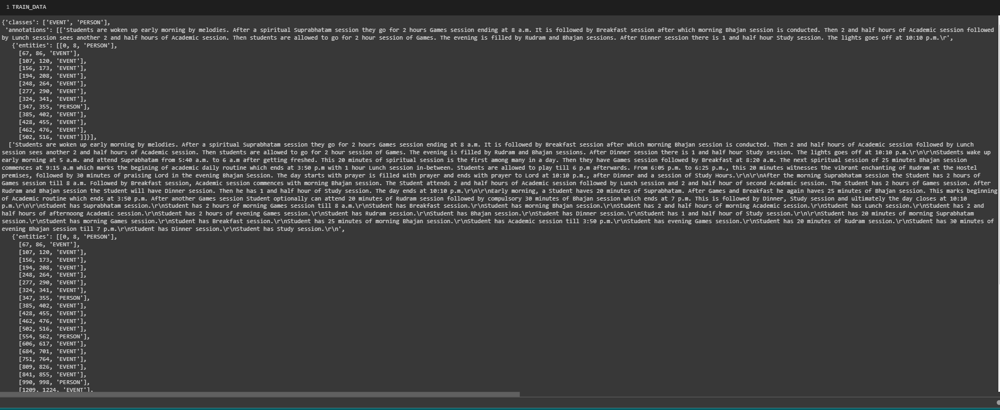 1 TRAIN_DATA
{'classes': ['EVENT', 'PERSON'],
'annotations': [['Students are woken up early morning by melodies. After a spiritual Suprabhatam session they go for 2 hours Games session ending at 8 a.m. It is followed by Breakfast session after which morning Bhajan session is conducted. Then 2 and half hours of Academic session followed
by Lunch session sees another 2 and half hours of Academic session. Then students are allowed to go for 2 hour session of Games. The evening is filled by Rudram and Bhajan sessions. After Dinner session there is 1 and half hour Study session. The lights goes off at 10:10 p.m.\r',
{'entities': [[0, 8, 'PERSON'],
[67, 86, 'EVENT'],
[107, 120, 'EVENT'],
[156, 173, 'EVENT'],
[194, 208, 'EVENT'],
[248, 264, 'EVENT'],
[277, 290, 'EVENT'],
[324, 341, 'EVENT'],
[347, 355, 'PERSON'],
[385, 402, 'EVENT'],
[428, 455, 'EVENT'],
[462, 476, 'EVENT'],
[502, 516, 'EVENT']]}],
['Students are woken up early morning by melodies. After a spiritual Suprabhatam session they go for 2 hours Games session ending at 8 a.m. It is followed by Breakfast session after which morning Bhajan session is conducted. Then 2 and half hours of Academic session followed by Lunch
session sees another 2 and half hours of Academic session. Then students are allowed to go for 2 hour session of Games. The evening is filled by Rudram and Bhajan sessions. After Dinner session there is 1 and half hour Study session. The lights goes off at 10:10 p.m.\r\n\r\nStudents wake up
early morning at 5 a.m. and attend Suprabhatam from 5:40 a.m. to 6 a.m after getting freshed. This 20 minutes of spiritual session is the first among many in a day. Then they have Games session followed by Breakfast at 8:20 a.m. The next spiritual session of 25 minutes Bhajan session
commences at 9:15 a.m which marks the begining of academic daily routine which ends at 3:50 p.m with 1 hour Lunch session in-between. Students are allowed to play till 6 p.m afterwards. From 6:05 p.m. to 6:25 p.m., this 20 minutes witnesses the vibrant enchanting of Rudram at the Hostel
premises, followed by 30 minutes of praising Lord in the evening Bhajan Session. The day starts with prayer is filled with prayer and ends with prayer to Lord at 10:10 p.m., after Dinner and a session of Study Hours.\r\n\r\nAfter the morning Suprabhatam session the Student has 2 hours of
Games session till 8 a.m. Followed by Breakfast session, Academic session commences with morning Bhajan session. The Student attends 2 and half hours of Academic session followed by Lunch session and 2 and half hour of second Academic session. The Student has 2 hours of Games session. After
Rudram and Bhajan session the Student will have Dinner session. Then he has 1 and half hour of Study session. The day ends at 10:10 p.m.\r\n\r\nEarly morning, a Student haves 20 minutes of Suprabhatam. After Games and Breakfast he again haves 25 minutes of Bhajan session. This marks beginning
of Academic routine which ends at 3:50 p.m. After another Games session Student optionally can attend 20 minutes of Rudram session followed by compulsory 30 minutes of Bhajan session which ends at 7 p.m. This is followed by Dinner, Study session and ultimately the day closes at 10:10
p.m.\r\n\r\nStudent has Suprabhatam session.\r\nStudent has 2 hours of morning Games session till 8 a.m.\r\nStudent has Breakfast session.\r\nStudent has morning Bhajan session.\r\nStudent has 2 and half hours of morning Academic session.\r\nStudent has Lunch session.\r\nStudent has 2 and
half hours of afternoong Academic session.\r\nStudent has 2 hours of evening Games session.\r\nStudent has Rudram session.\r\nStudent has Bhajan session.\r\nStudent has Dinner session.\r\nStudent has 1 and half hour of Study session.\r\n\r\nStudent has 20 minutes of morning Suprabhatam
session.\r\nStudent has morning Games session.\r\nStudent has Breakfast session.\r\nStudent has 25 minutes of morning Bhajan session.\r\nStudent has Academic session till 3:50 p.m.\r\nStudent has evening Games session.\r\nStudent has 20 minutes of Rudram session.\r\nStudent has 30 minutes of
evening Bhajan session till 7 p.m.\r\nStudent has Dinner session.\r\nStudent has Study session.\r\n',
{'entities': [[0, 8, 'PERSON'],
[67, 86, 'EVENT'],
[107, 120, 'EVENT'],
[156, 173, 'EVENT'],
[194, 208, 'EVENT'],
[248, 264, 'EVENT'],
[277, 290, 'EVENT'],
[324, 341, 'EVENT'],
[347, 355, 'PERSON'],
[385, 402, 'EVENT'],
[428, 455, 'EVENT'],
[462, 476, 'EVENT'],
[502, 516, 'EVENT'],
[554, 562, 'PERSON'],
[606, 617, 'EVENT'],
[684, 701, 'EVENT'],
[751, 764, 'EVENT'],
[809, 826, 'EVENT'],
[841, 855, 'EVENT'],
[990, 998, 'PERSON'],
[1209, 1224, 'EVENT'],